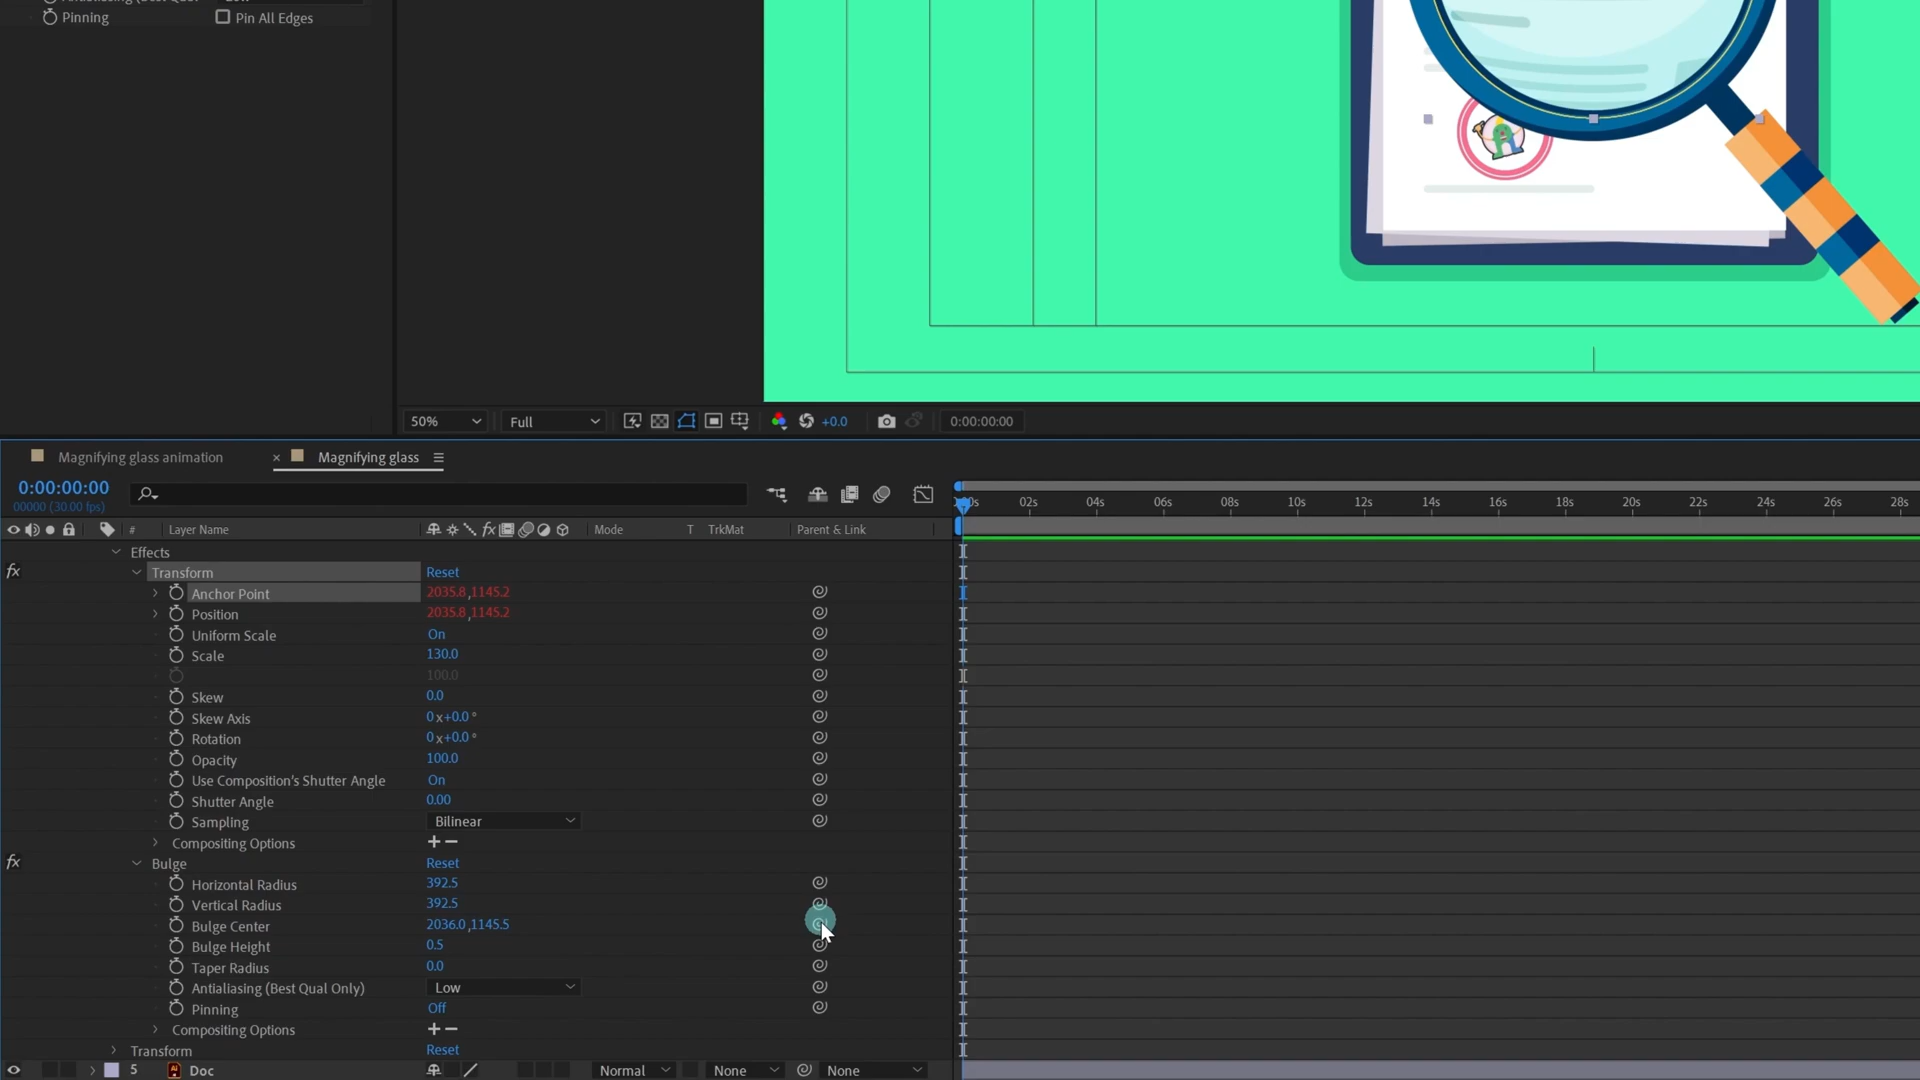 Pinning
Pin All Edges
50%
Full
+0.0
0:00:00:00
Magnifying glass animation
Magnifying glass
0:00:00:00
00000 (30.00 fps)
02s 04s 06s 08s 10s 12s 14s 16s 18s 20s 22s 24s 26s 28s
# Layer Name Mode T TrkMat Parent & Link
Effects
fx Transform Reset
Anchor Point 2035.8,1145.2
Position 2035.8,1145.2
Uniform Scale On
Scale 130.0
100.0
Skew 0.0
Skew Axis 0x+0.0°
Rotation 0x+0.0°
Opacity 100.0
Use Composition's Shutter Angle On
Shutter Angle 0.00
Sampling Bilinear
Compositing Options + −
fx Bulge Reset
Horizontal Radius 392.5
Vertical Radius 392.5
Bulge Center 2036.0,1145.5
Bulge Height 0.5
Taper Radius 0.0
Antialiasing (Best Qual Only) Low
Pinning Off
Compositing Options + −
Transform Reset
5 Ai Doc Normal None None